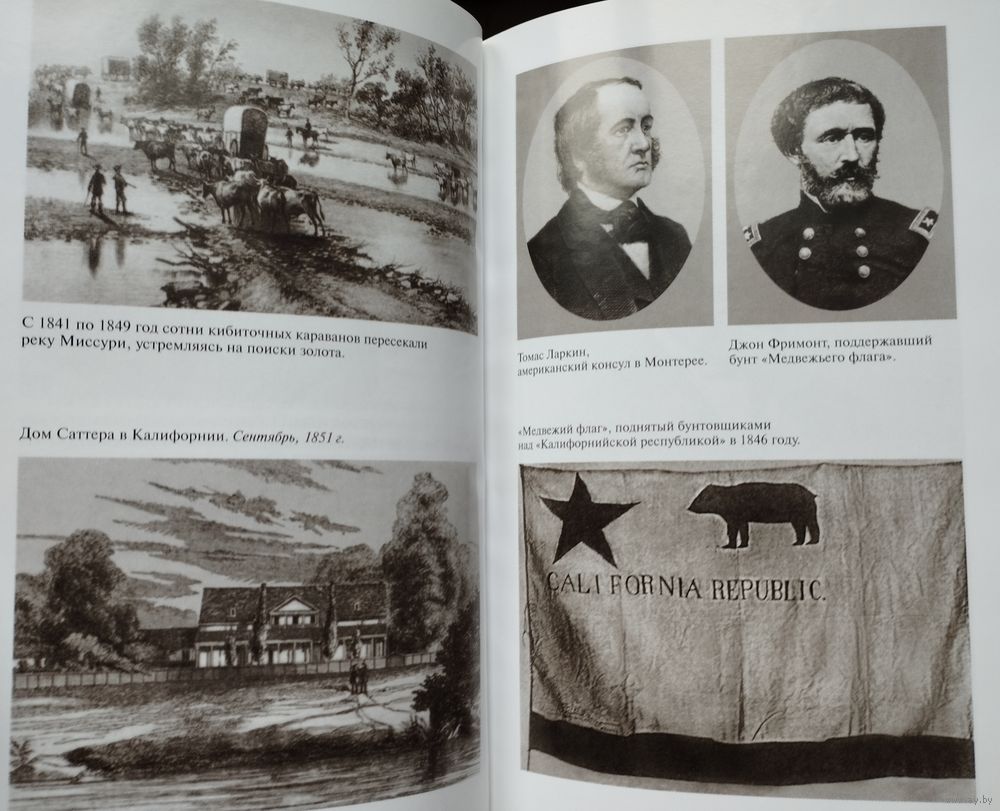 С 1841 по 1849 год сотни кибиточных караванов пересекали
реку Миссури, устремляясь на поиски золота.
Дом Саттера в Калифорнии. Сентябрь, 1851 г.
Томас Ларкин,
американский консул в Монтерее.
Джон Фримонт, поддержавший
бунт «Медвежьего флага».
«Медвежий флаг», поднятый бунтовщиками
над «Калифорнийской республикой» в 1846 году.
CALIFORNIA REPUBLIC.